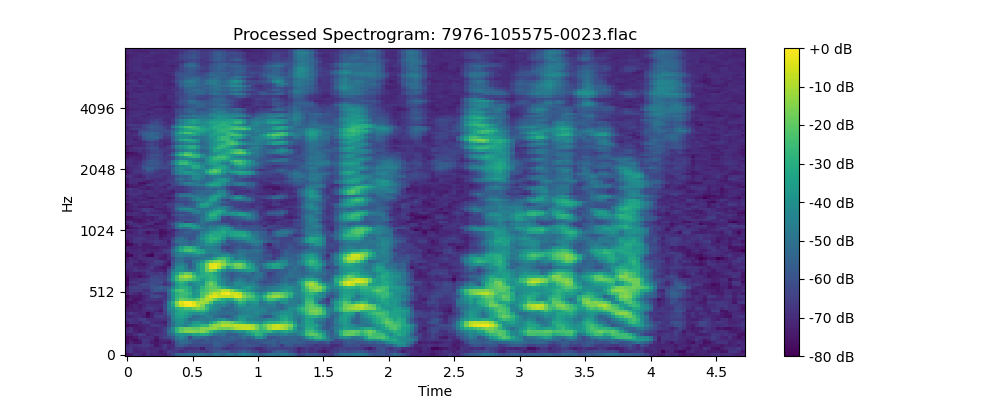 Processed Spectrogram: 7976-105575-0023.flac
Hz
4096
2048
1024
512
0
0 0.5 1 1.5 2 2.5 3 3.5 4 4.5
Time
+0 dB
-10 dB
-20 dB
-30 dB
-40 dB
-50 dB
-60 dB
-70 dB
-80 dB